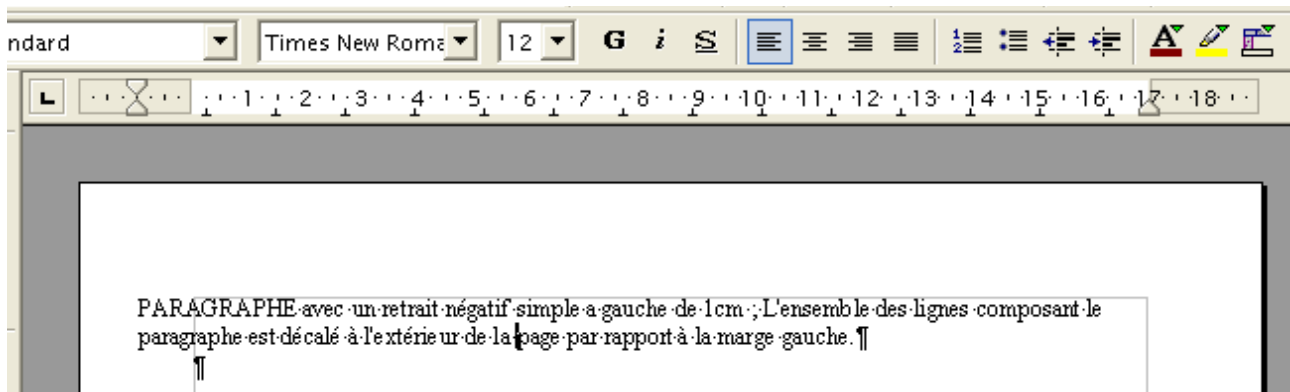 ndard Times New Roma 12 G i S
L 1 2 3 4 5 6 7 8 9 10 11 12 13 14 15 16 17 18
PARAGRAPHE avec un retrait négatif simple a gauche de 1cm ; L'ensemble des lignes composant le
paragraphe est décalé à l'extérieur de la page par rapport à la marge gauche.¶
¶